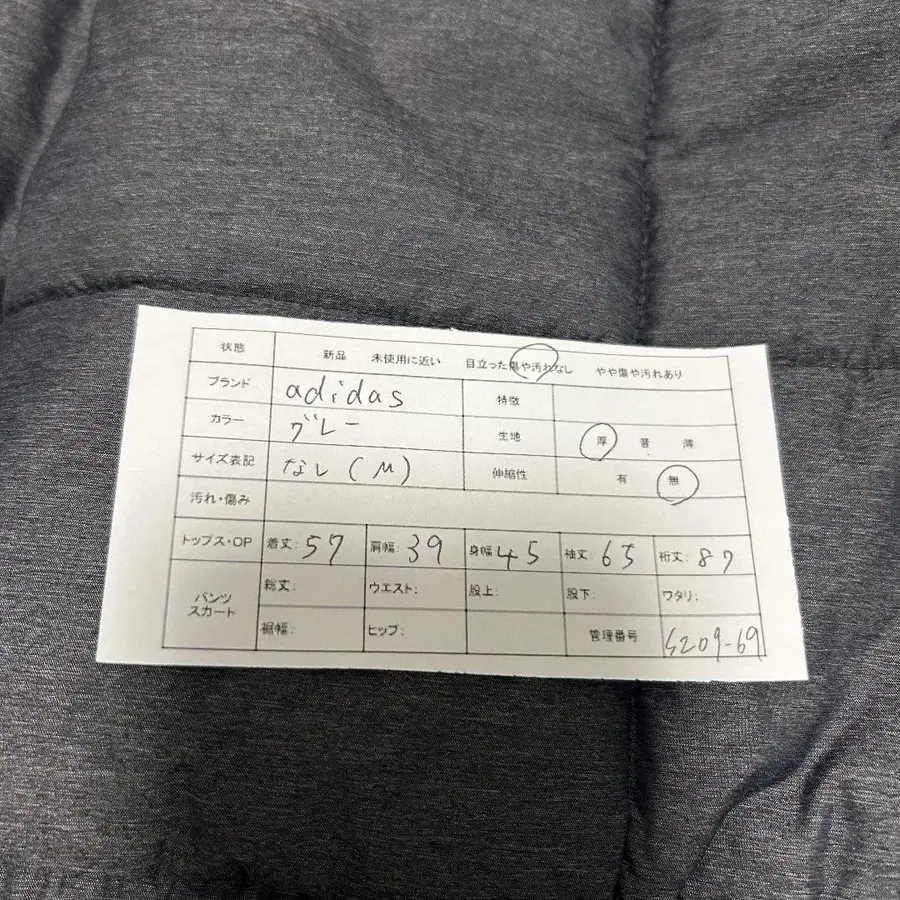 状態 新品 未使用に近い 目立った傷や汚れなし やや傷や汚れあり
ブランド adidas 特徴
カラー グレー 生地 厚 普 薄
サイズ表記 なし(M) 伸縮性 有 無
汚れ・傷み
トップス・OP 着丈: 57 肩幅: 39 身幅: 45 袖丈: 65 裄丈: 87
パンツ スカート 総丈: ウエスト: 股上: 股下: ワタリ:
裾幅: ヒップ: 管理番号 S209-69